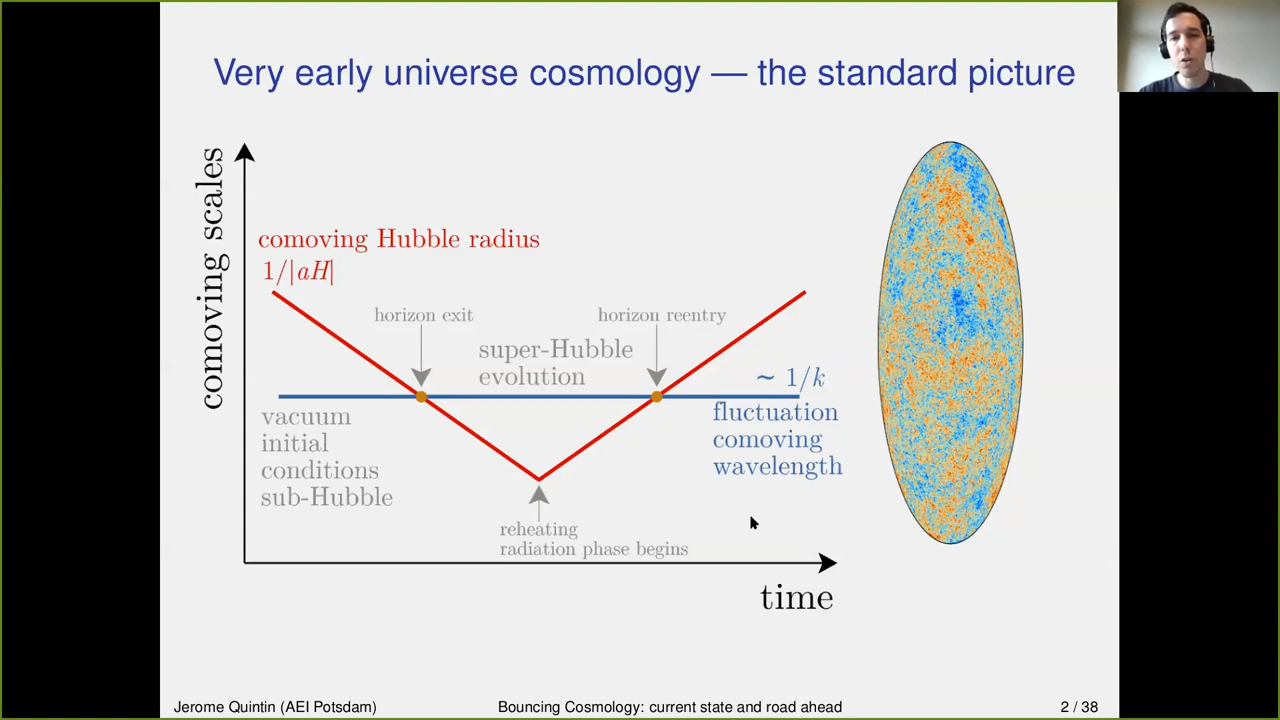 Very early universe cosmology — the standard picture
comoving scales
comoving Hubble radius
1/|aH|
horizon exit
horizon reentry
super-Hubble
evolution
~ 1/k
fluctuation
comoving
wavelength
vacuum
initial
conditions
sub-Hubble
reheating
radiation phase begins
time
Jerome Quintin (AEI Potsdam)
Bouncing Cosmology: current state and road ahead
2 / 38